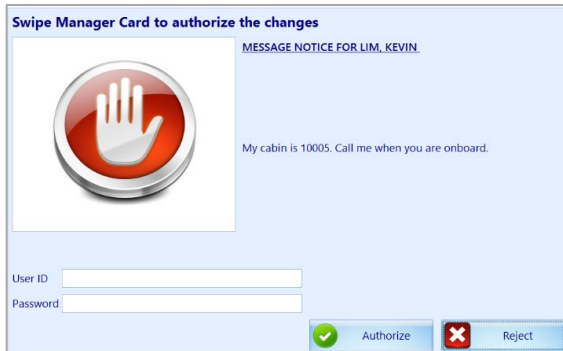 Swipe Manager Card to authorize the changes
MESSAGE NOTICE FOR LIM, KEVIN
My cabin is 10005. Call me when you are onboard.
User ID
Password
Authorize
Reject